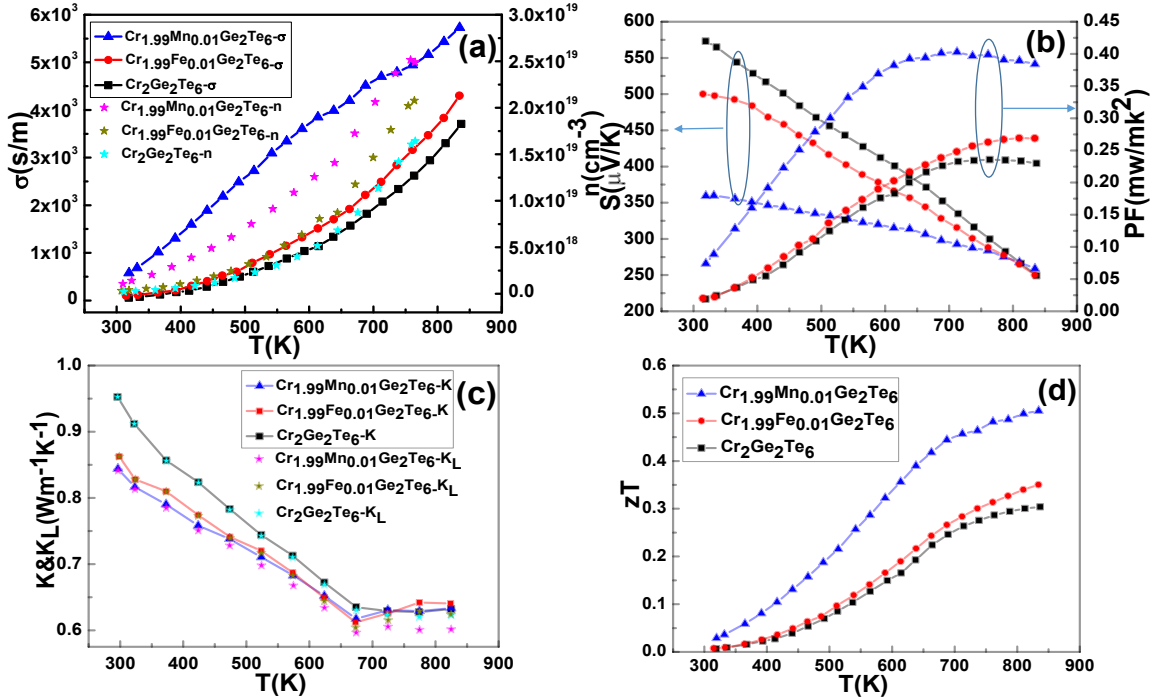 (a)
σ(s/m)
6x10³
5x10³
4x10³
3x10³
2x10³
1x10³
0
Cr1.99Mn0.01Ge2Te6-σ
Cr1.99Fe0.01Ge2Te6-σ
Cr2Ge2Te6-σ
Cr1.99Mn0.01Ge2Te6-n
Cr1.99Fe0.01Ge2Te6-n
Cr2Ge2Te6-n
3.0x10¹⁹
2.5x10¹⁹
2.0x10¹⁹
1.5x10¹⁹
1.0x10¹⁹
5.0x10¹⁸
0.0
n(cm-3)
300 400 500 600 700 800 900
T(K)
(b)
S(μV/K)
600
550
500
450
400
350
300
250
200
0.45
0.40
0.35
0.30
0.25
0.20
0.15
0.10
0.05
0.00
PF(mw/mk2)
300 400 500 600 700 800 900
T(K)
(c)
K&KL(Wm-1K-1)
1.0
0.9
0.8
0.7
0.6
Cr1.99Mn0.01Ge2Te6-K
Cr1.99Fe0.01Ge2Te6-K
Cr2Ge2Te6-K
Cr1.99Mn0.01Ge2Te6-KL
Cr1.99Fe0.01Ge2Te6-KL
Cr2Ge2Te6-KL
300 400 500 600 700 800 900
T(K)
(d)
zT
0.6
0.5
0.4
0.3
0.2
0.1
0.0
Cr1.99Mn0.01Ge2Te6
Cr1.99Fe0.01Ge2Te6
Cr2Ge2Te6
300 400 500 600 700 800 900
T(K)